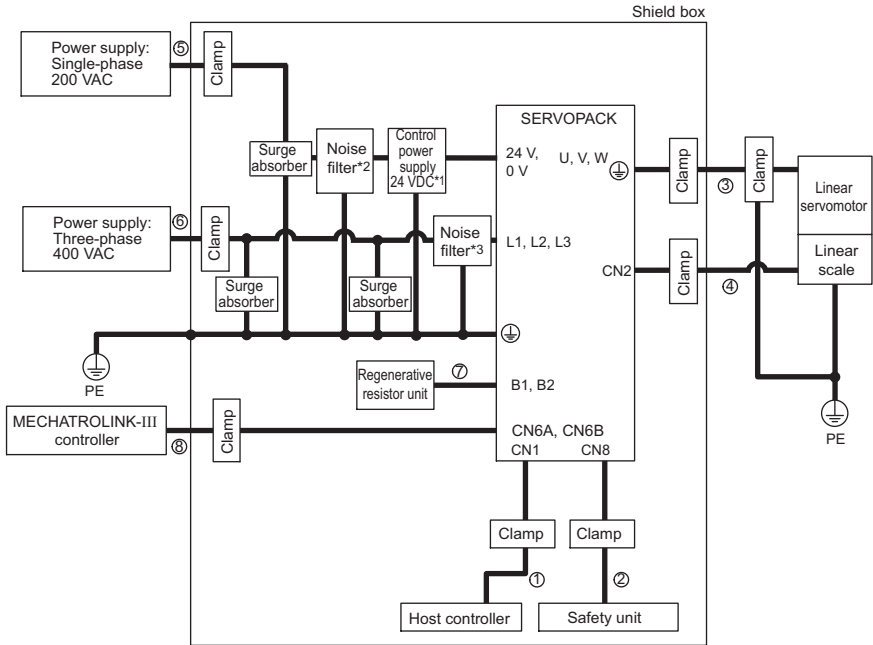 Shield box
Power supply:
Single-phase
200 VAC
⑤
Clamp
Surge
absorber
Noise
filter*2
Control
power
supply
24 VDC*1
SERVOPACK
24 V,
0 V
U, V, W
Clamp
③
Clamp
Linear
servomotor
Power supply:
Three-phase
400 VAC
⑥
Clamp
Surge
absorber
Surge
absorber
Noise
filter*3
L1, L2, L3
CN2
Clamp
④
Linear
scale
PE
PE
Regenerative
resistor unit
⑦
B1, B2
MECHATROLINK-III
controller
⑧
Clamp
CN6A, CN6B
CN1
CN8
Clamp
Clamp
①
②
Host controller
Safety unit